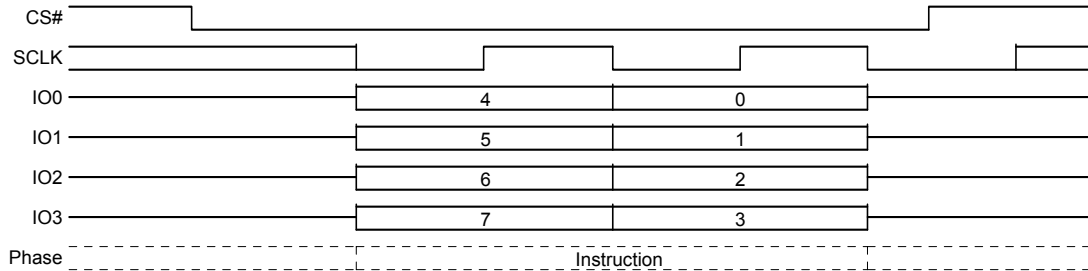 CS#
SCLK
IO0 4 0
IO1 5 1
IO2 6 2
IO3 7 3
Phase Instruction